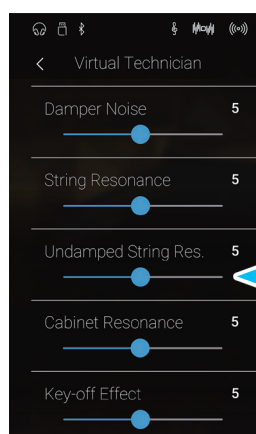 Virtual Technician
Damper Noise 5
String Resonance 5
Undamped String Res. 5
Cabinet Resonance 5
Key-off Effect 5